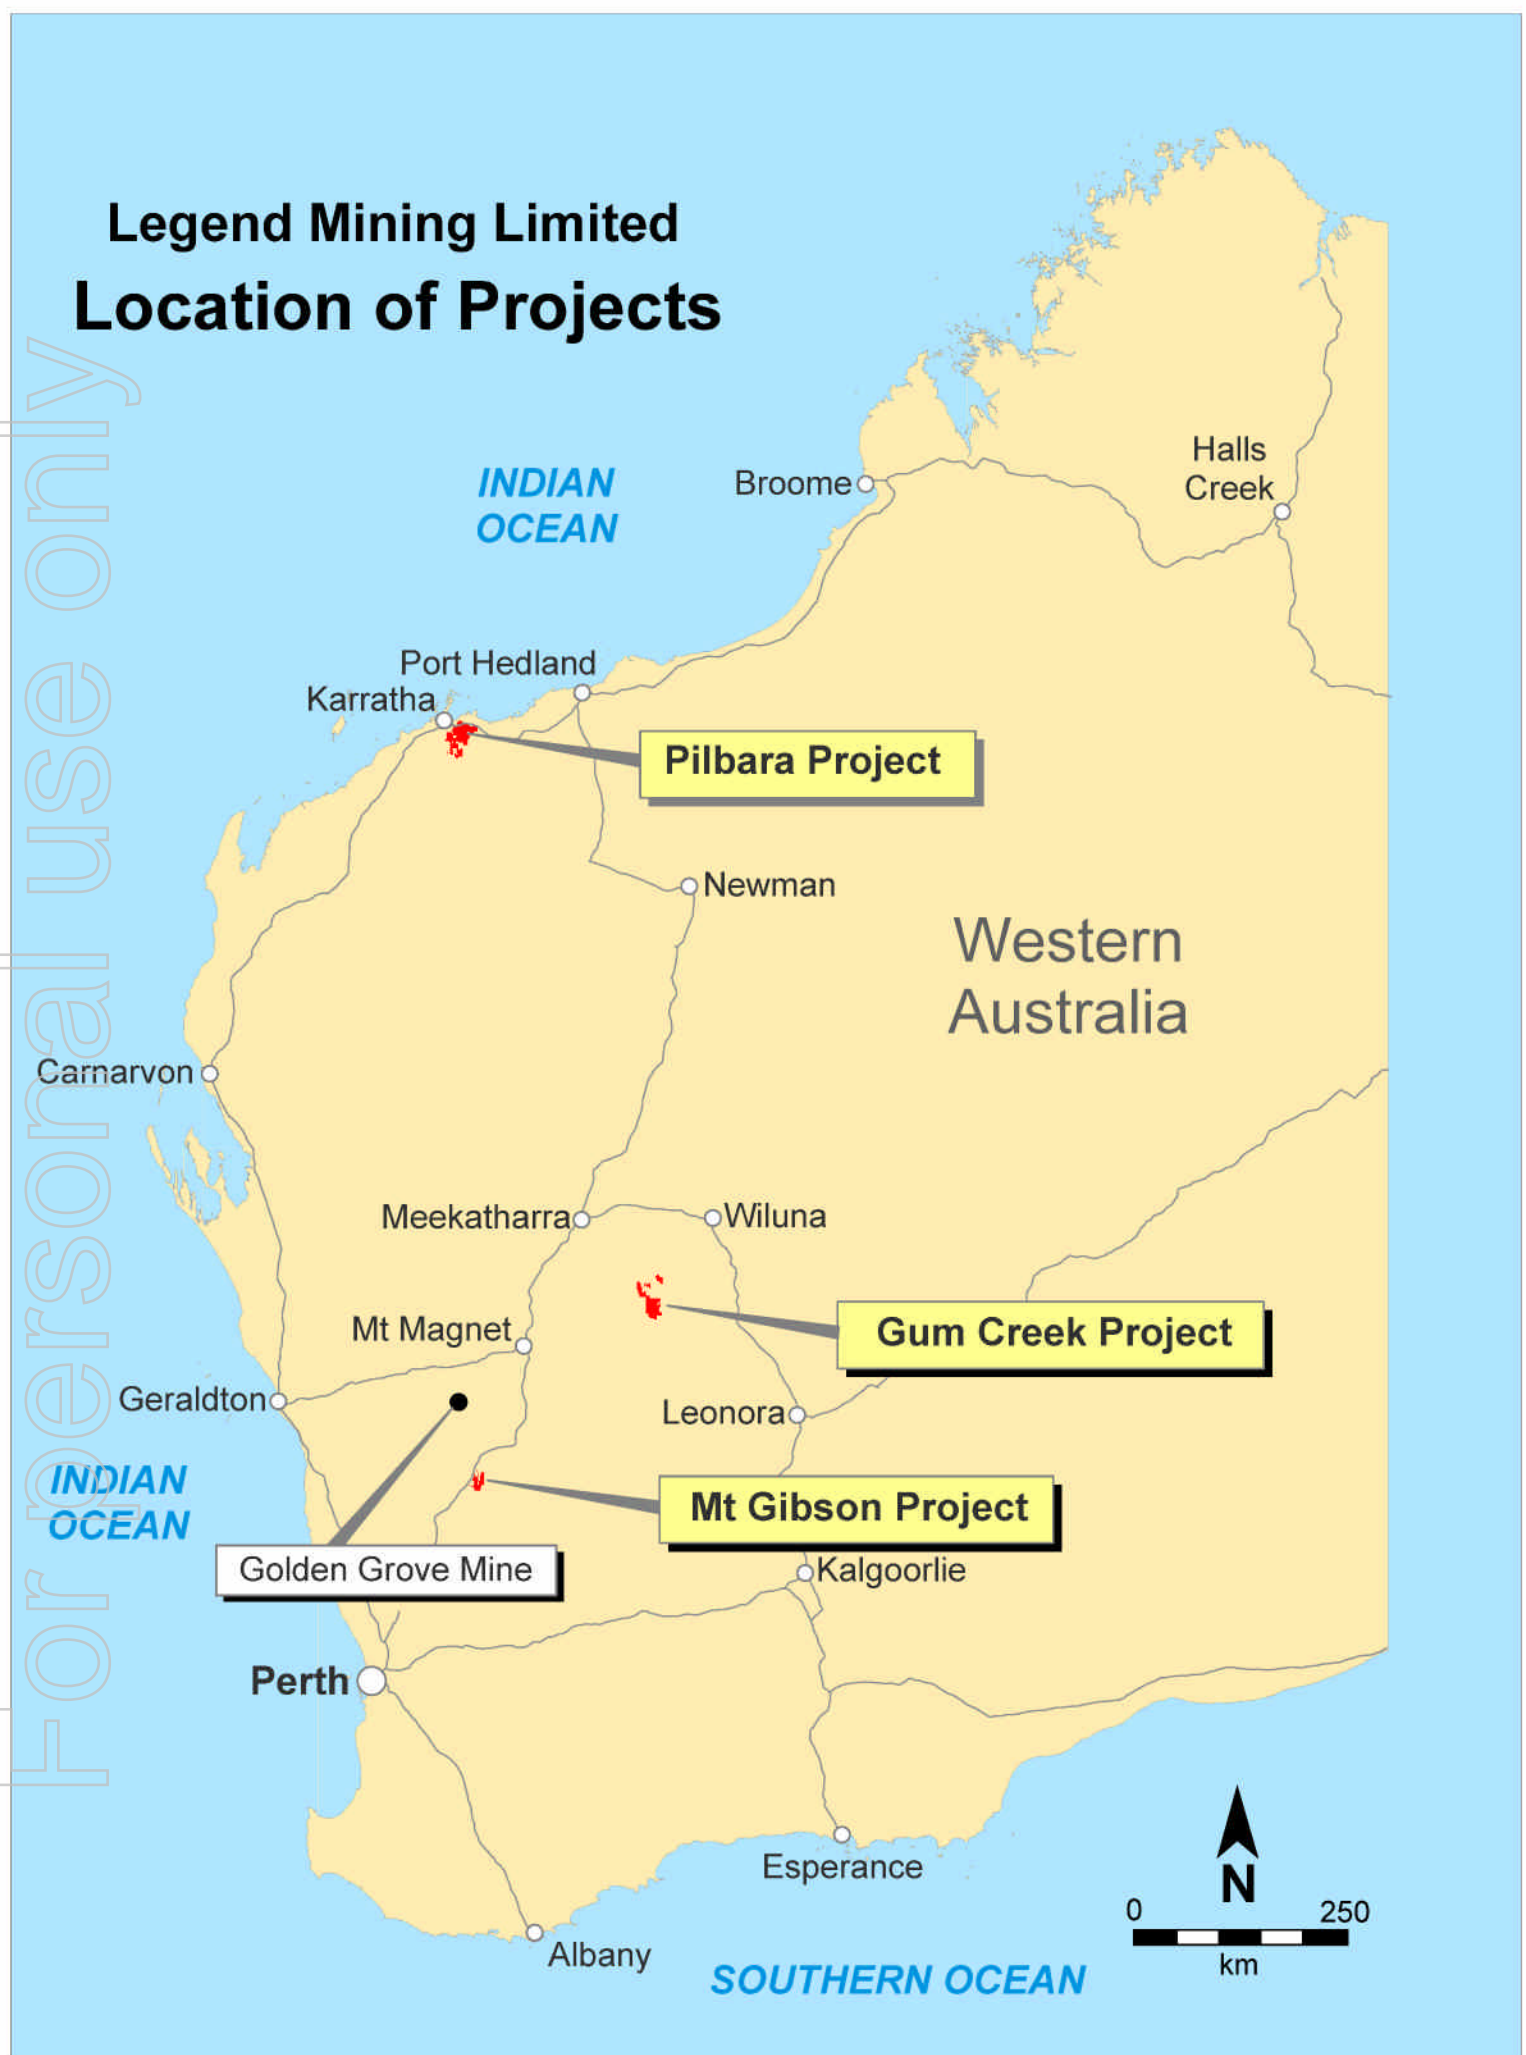 Legend Mining Limited
Location of Projects
For personal use only
INDIAN
OCEAN
Broome
Halls
Creek
Port Hedland
Karratha
Pilbara Project
Newman
Western
Australia
Carnarvon
Meekatharra
Wiluna
Gum Creek Project
Mt Magnet
Geraldton
Leonora
INDIAN
OCEAN
Mt Gibson Project
Golden Grove Mine
Kalgoorlie
Perth
Esperance
N
0 250
km
Albany
SOUTHERN OCEAN